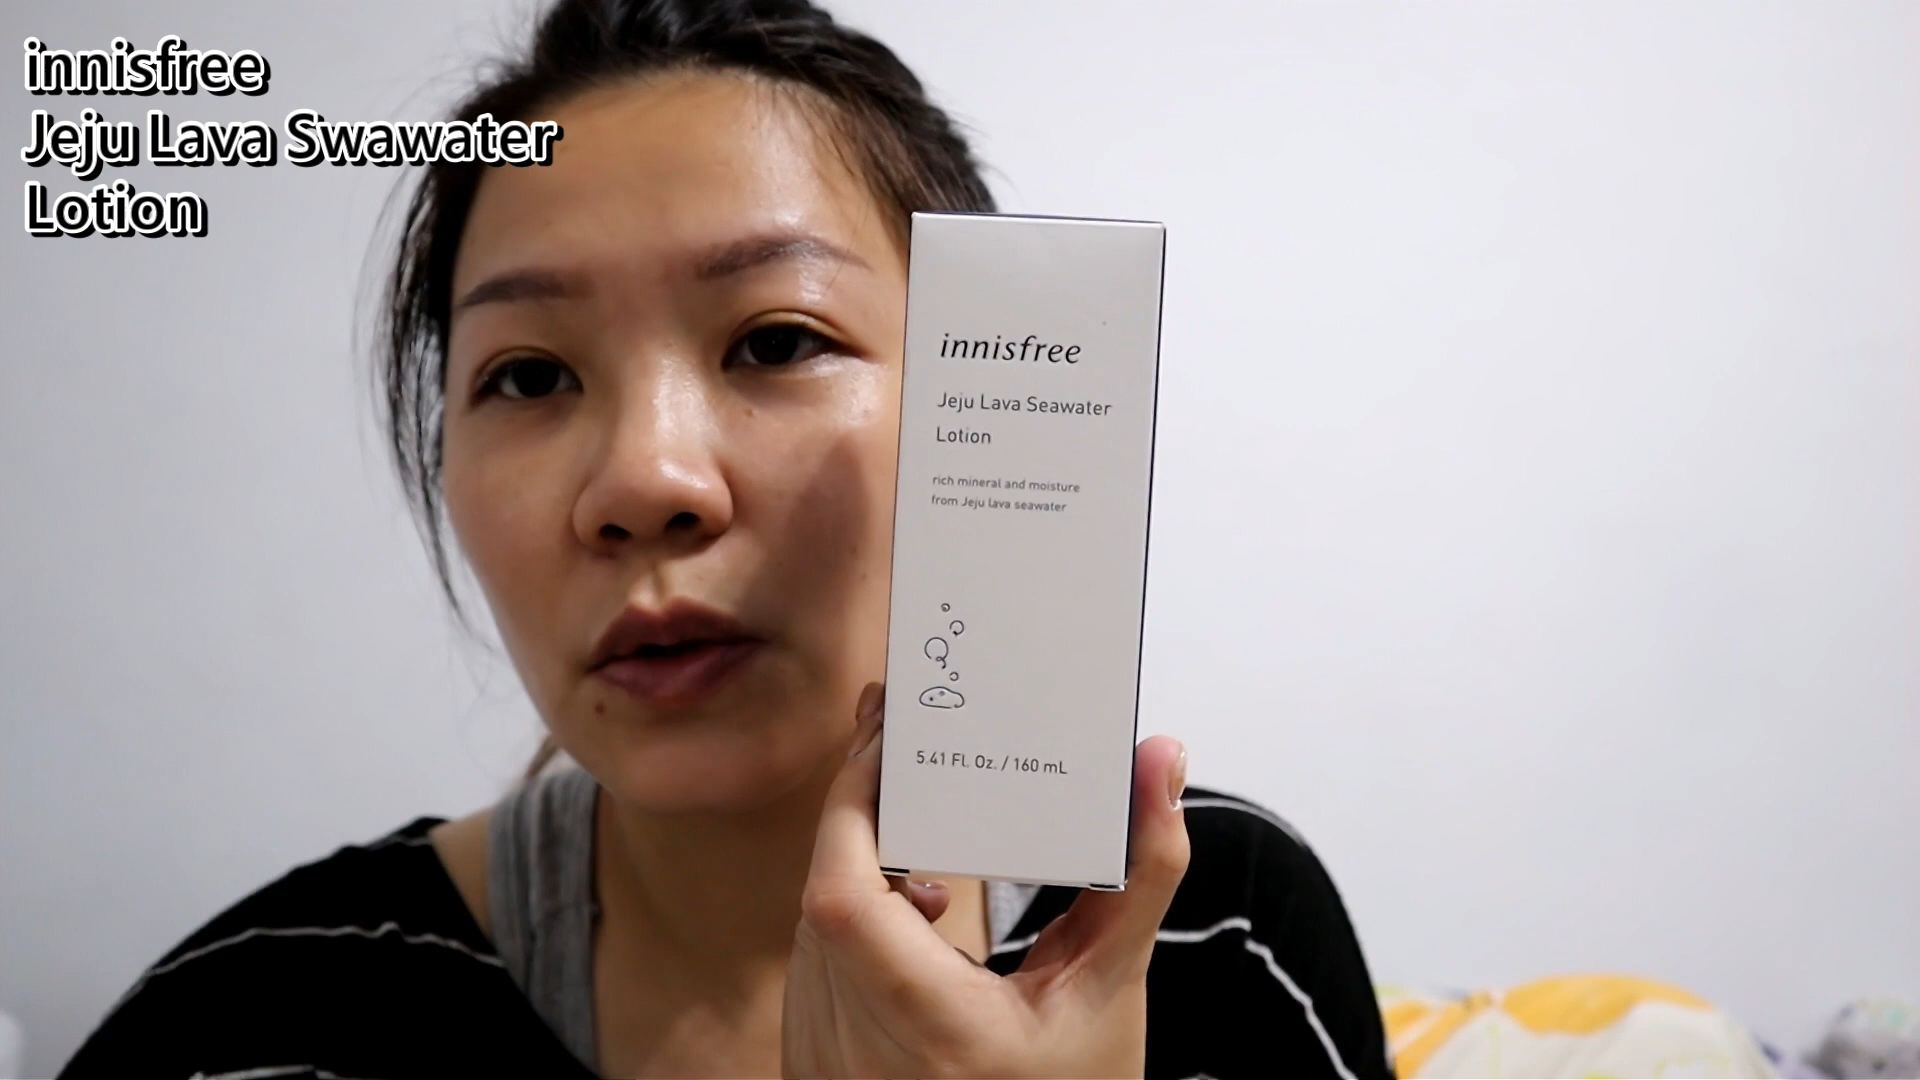 innisfree
Jeju Lava Swawater
Lotion
innisfree
Jeju Lava Seawater
Lotion
rich mineral and moisture
from Jeju lava seawater
5.41 Fl. Oz. / 160 mL